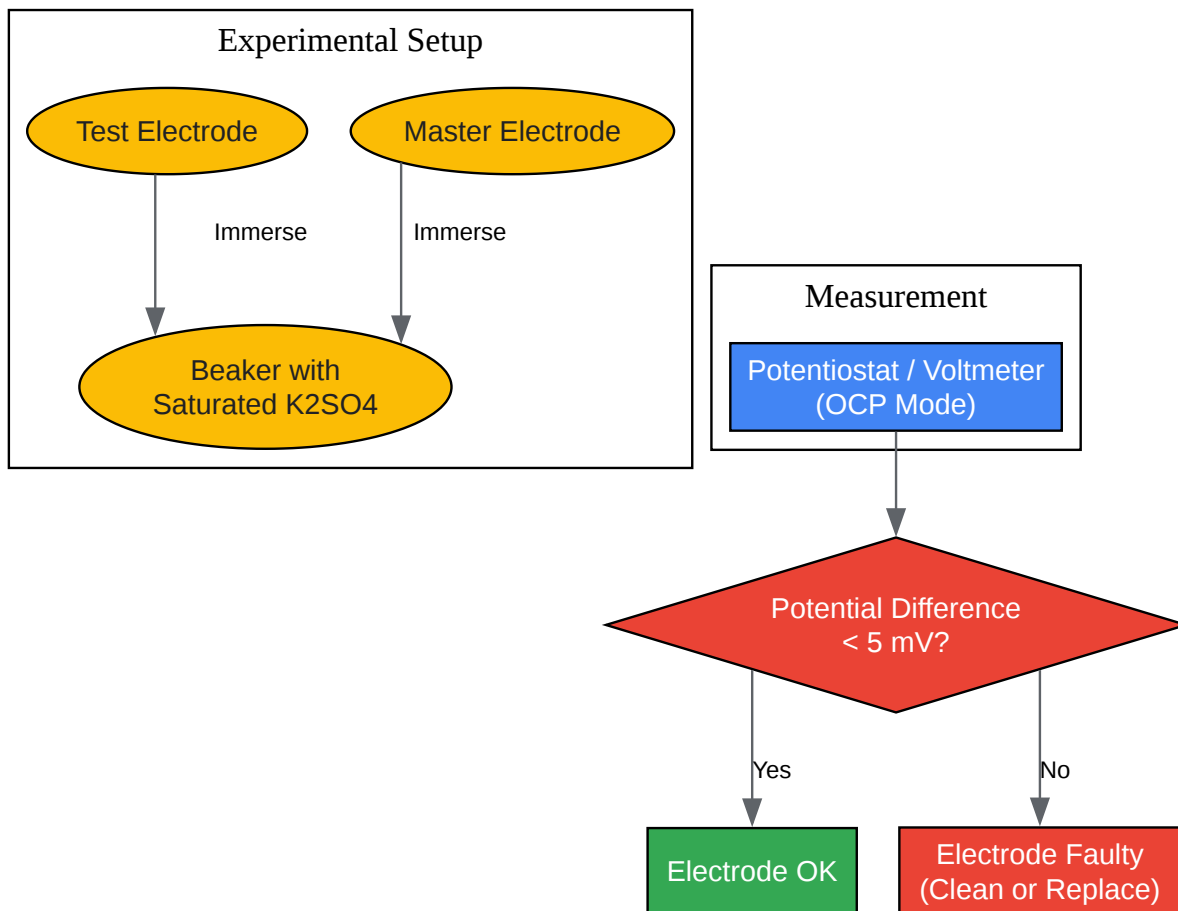 Experimental Setup
Test Electrode
Master Electrode
Immerse
Immerse
Beaker with
Saturated K2SO4
Measurement
Potentiostat / Voltmeter
(OCP Mode)
Potential Difference
< 5 mV?
Yes
No
Electrode OK
Electrode Faulty
(Clean or Replace)